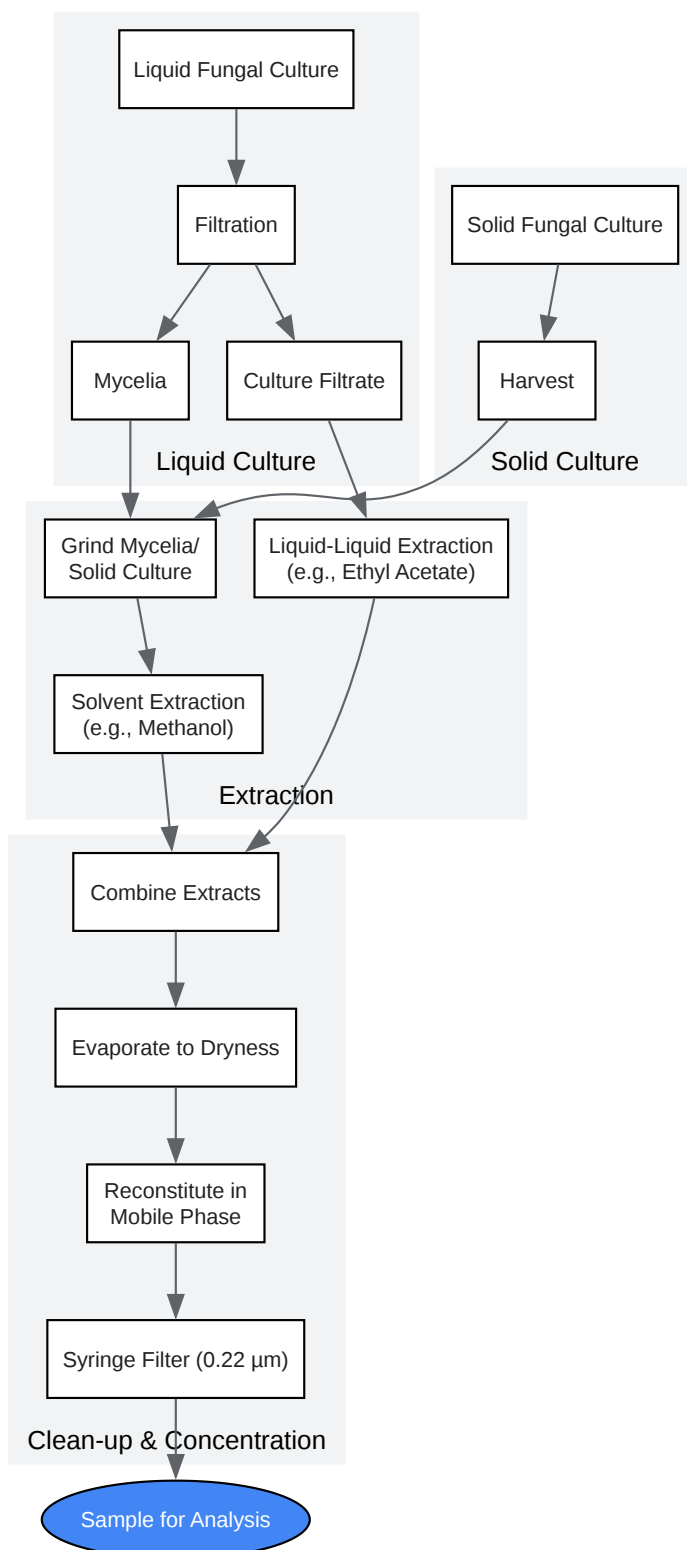 Liquid Fungal Culture
Filtration
Solid Fungal Culture
Mycelia
Culture Filtrate
Harvest
Liquid Culture
Solid Culture
Grind Mycelia/
Solid Culture
Liquid-Liquid Extraction
(e.g., Ethyl Acetate)
Solvent Extraction
(e.g., Methanol)
Extraction
Combine Extracts
Evaporate to Dryness
Reconstitute in
Mobile Phase
Syringe Filter (0.22 µm)
Clean-up & Concentration
Sample for Analysis